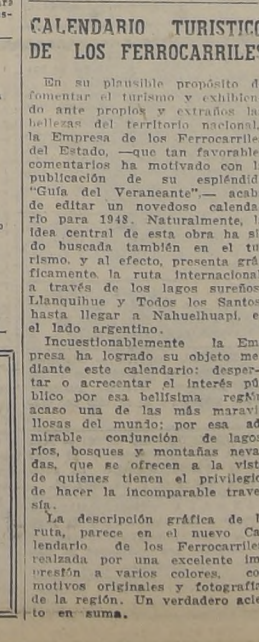 CALENDARIO TURISTICO
DE LOS FERROCARRILES
En su plausible propósito d
fomentar el turismo y exhibien
do ante propios y extraños la
bellezas del territorio nacional,
la Empresa de los Ferrocarrile
del Estado, —que tan favorable
comentarios ha motivado con l
publicación de su espléndid
"Guía del Veraneante",— acab
de editar un novedoso calenda
rio para 1948. Naturalmente, l
idea central de esta obra ha si
do buscada también en el tu
rismo, y al efecto, presenta grá
ficamente la ruta internaciona
a través de los lagos sureños
Llanquihue y Todos los Santos
hasta llegar a Nahuelhuapi, e
el lado argentino.
Incuestionablemente la Em
presa ha logrado su objeto me
diante este calendario: desper-
tar o acrecentar el interés pú
blico por esa bellísima región
acaso una de las más maravi
llosas del mundo; por esa ad
mirable conjunción de lagos
ríos, bosques y montañas neva
das, que se ofrecen a la vist
de quienes tienen el privilegio
de hacer la incomparable trave
sía.
La descripción gráfica de l
ruta, parece en el nuevo Ca
lendario de los Ferrocarrile
realzada por una excelente im
presión a varios colores, co
motivos originales y fotografía
de la región. Un verdadero acie
to en suma.